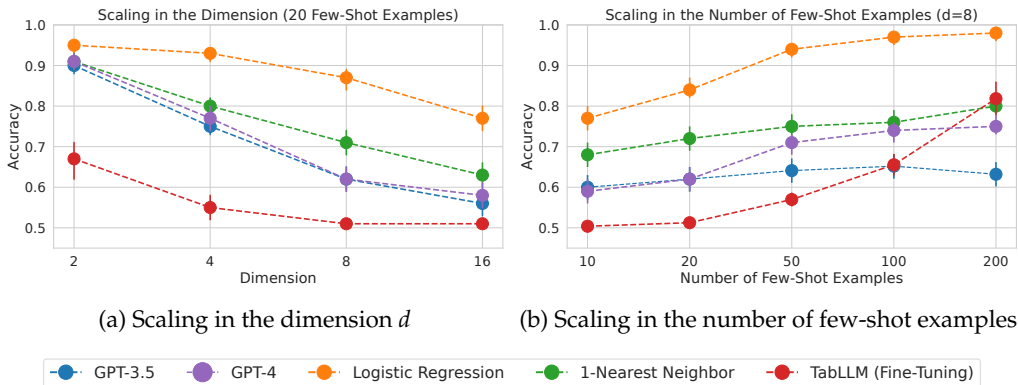 Scaling in the Dimension (20 Few-Shot Examples)
1.0
0.9
0.8
0.7
0.6
0.5
Accuracy
2
4
8
16
Dimension
(a) Scaling in the dimension d
Scaling in the Number of Few-Shot Examples (d=8)
1.0
0.9
0.8
0.7
0.6
0.5
Accuracy
10
20
50
100
200
Number of Few-Shot Examples
(b) Scaling in the number of few-shot examples
GPT-3.5
GPT-4
Logistic Regression
1-Nearest Neighbor
TabLLM (Fine-Tuning)